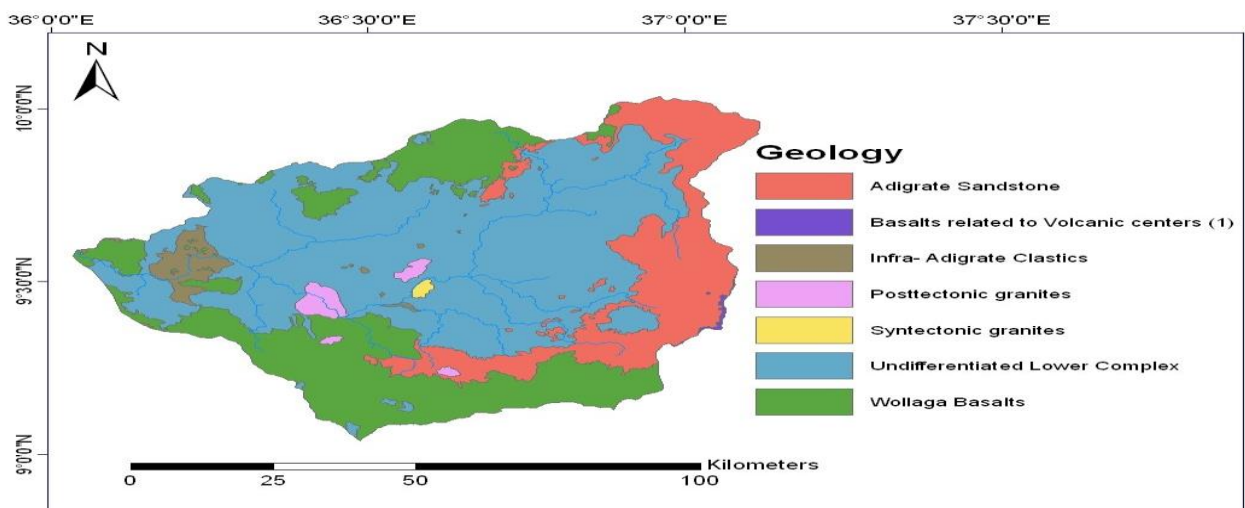 36°0'0"E 36°30'0"E 37°0'0"E 37°30'0"E
N
10°0'0"N
9°30'0"N
9°0'0"N
Geology
Adigrate Sandstone
Basalts related to Volcanic centers (1)
Infra- Adigrate Clastics
Posttectonic granites
Syntectonic granites
Undifferentiated Lower Complex
Wollaga Basalts
Kilometers
0 25 50 100